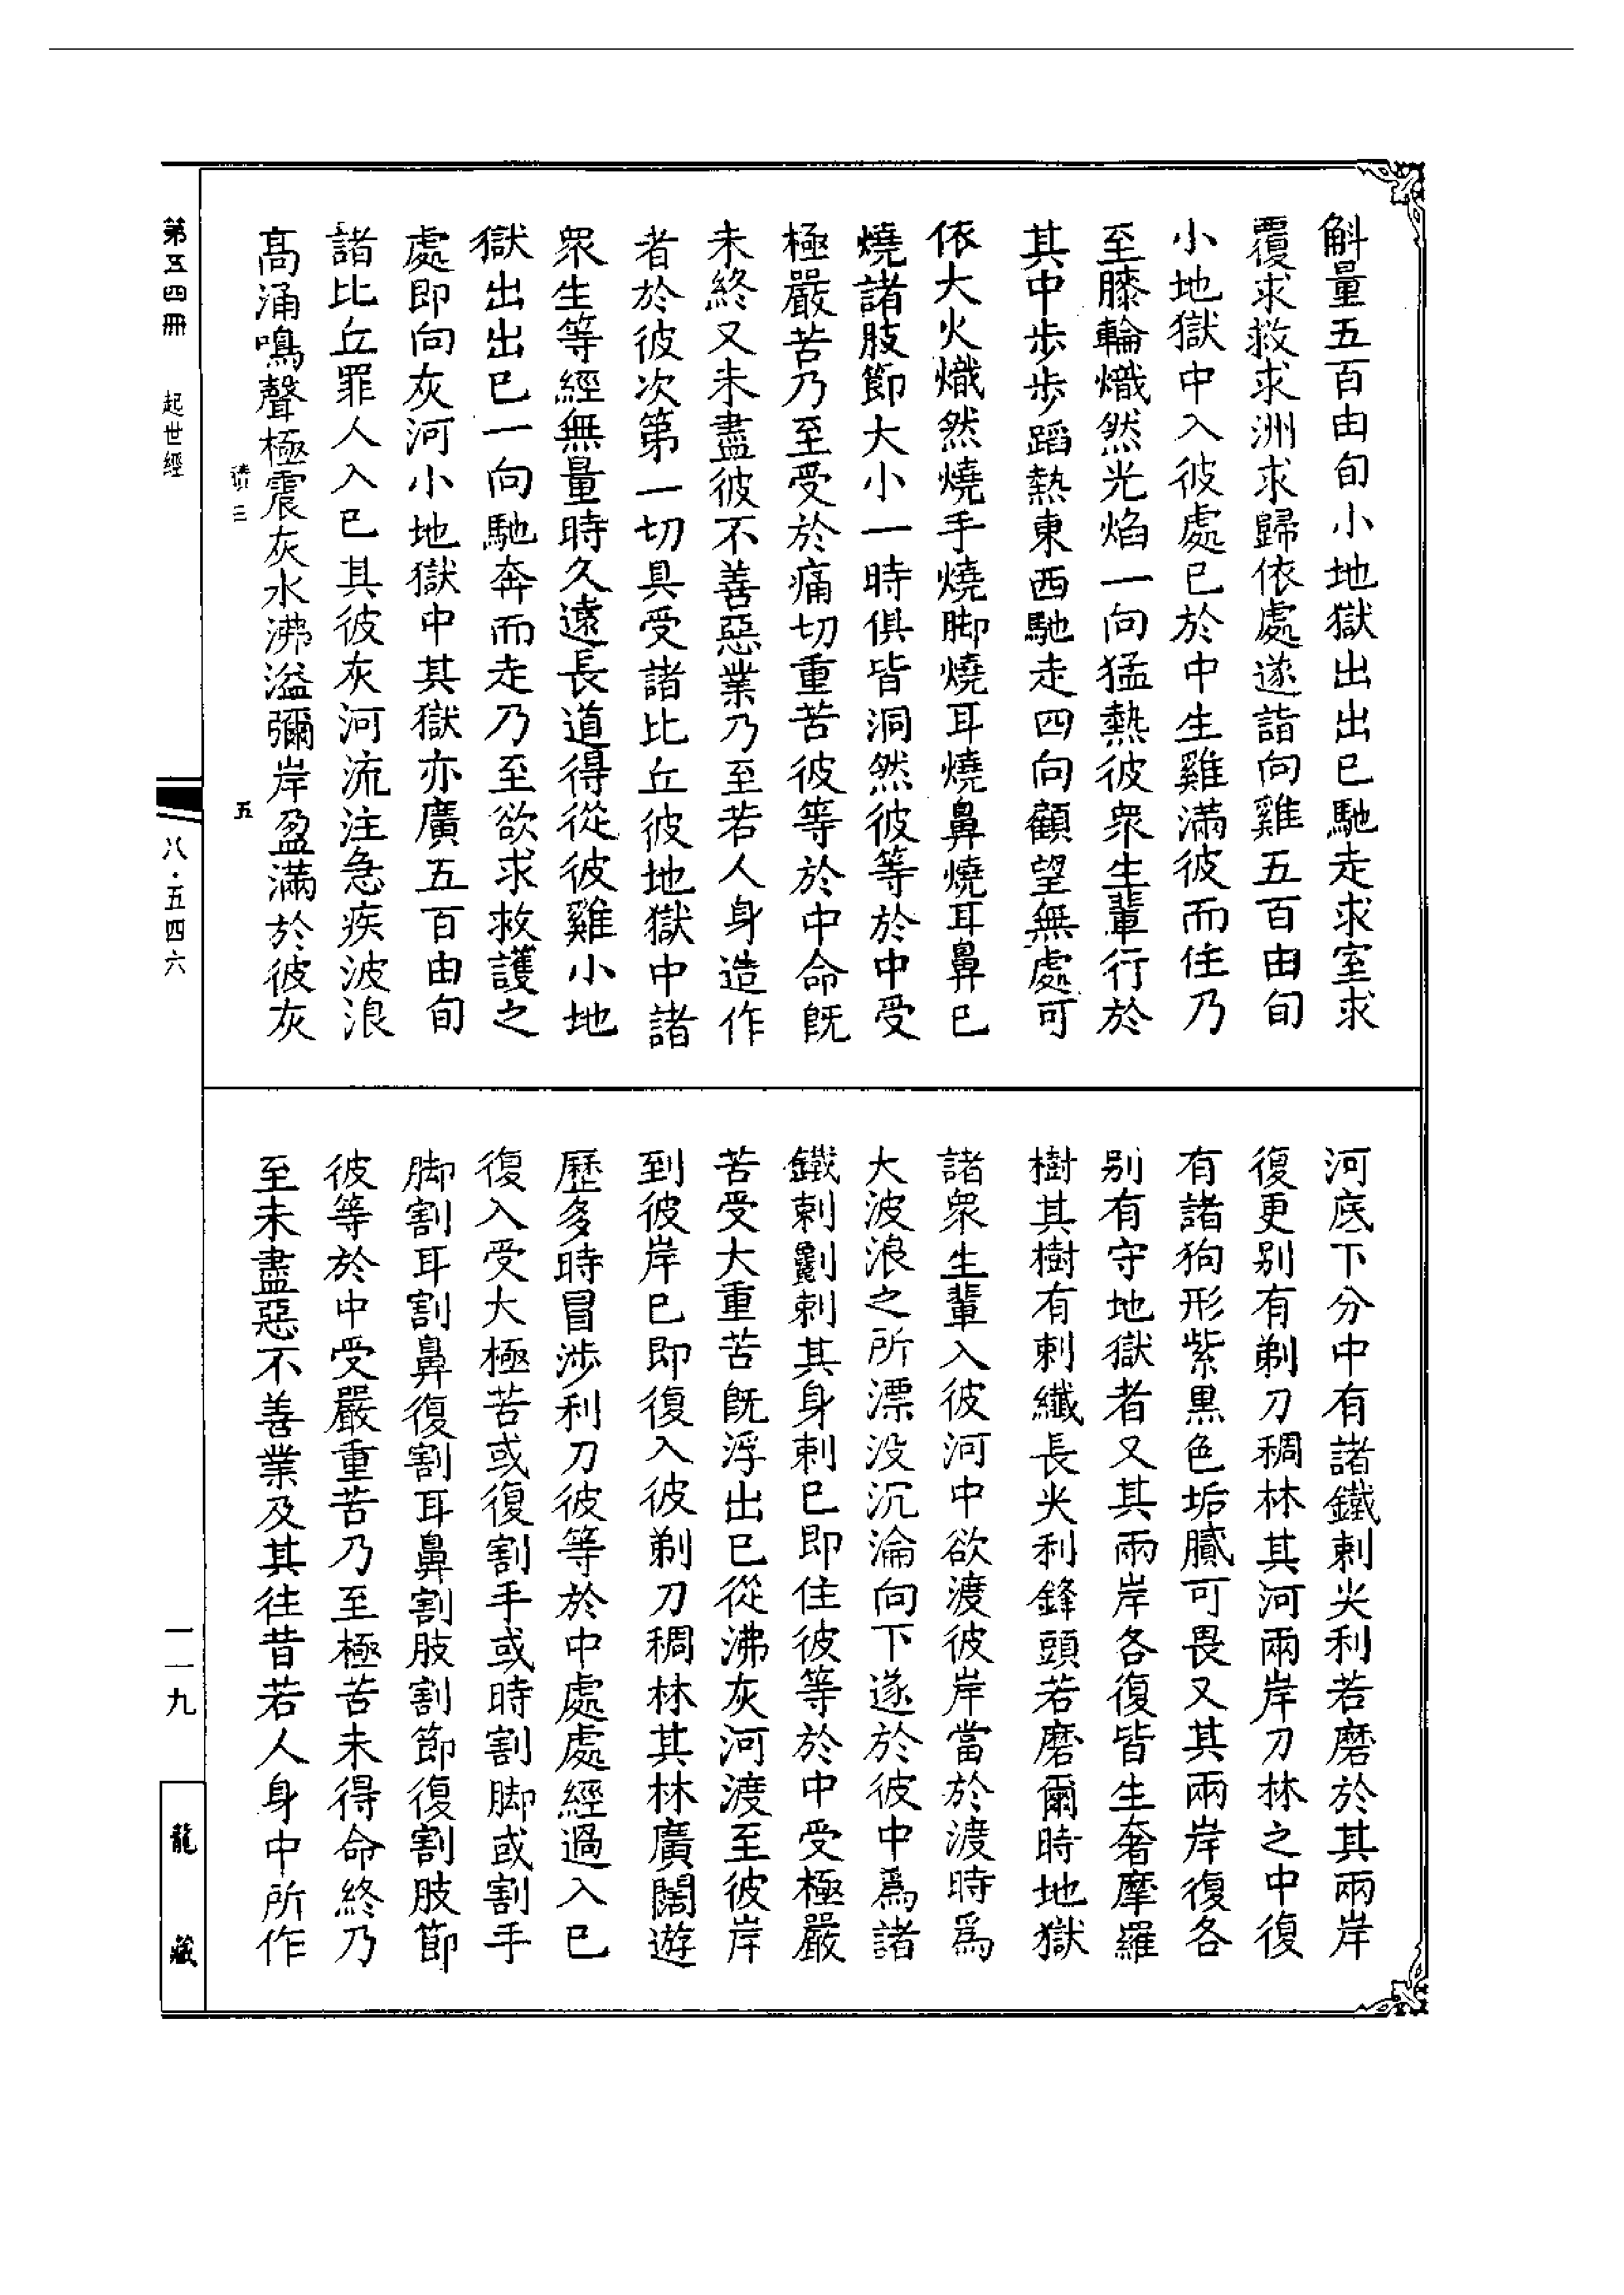 斛量五百由旬小地獄出出已馳走求室求
覆求救求洲求歸依處遂詣向雞五百由旬
小地獄中入彼處已於中生雞滿彼而住乃
至膝輪熾然光焰一向猛熱彼衆生輩行於
其中步步蹈熱東西馳走四向顧望無處可
依大火熾然燒手燒脚燒耳燒鼻燒耳鼻已
燒諸肢節大小一時俱皆洞然彼等於中受
極嚴苦乃至受於痛切重苦彼等於中命旣
未終又未盡彼不善惡業乃至若人身造作
者於彼次第一切具受諸比丘彼地獄中諸
衆生等經無量時久遠長道得從彼雞小地
獄出出已一向馳奔而走乃至欲求救護之
處即向灰河小地獄中其獄亦廣五百由旬
諸比丘罪人入已其彼灰河流注急疾波浪
高涌鳴聲極震灰水沸溢彌岸盈滿於彼灰
三
五
河底下分中有諸鐵刺尖利若磨於其兩岸
復更別有剃刀稠林其河兩岸刀林之中復
有諸狗形紫黒色垢膩可畏又其兩岸復各
別有守地獄者又其兩岸各復皆生奢摩羅
樹其樹有刺纖長尖利鋒頭若磨爾時地獄
諸衆生輩入彼河中欲渡彼岸當於渡時爲
大波浪之所漂没沉淪向下遂於彼中爲諸
鐵刺劉刺其身刺已即住彼等於中受極嚴
苦受大重苦旣浮出已從沸灰河渡至彼岸
到彼岸已即復入彼剃刀稠林其林廣闊遊
歷多時冒涉利刀彼等於中處處經過入已
復入受大極苦或復割手或時割脚或割手
脚割耳割鼻復割耳鼻割肢割節復割肢節
彼等於中受嚴重苦乃至極苦未得命終乃
至未盡惡不善業及其往昔若人身中所作
第五四冊 起世經
八·五四六
一一九
龍藏